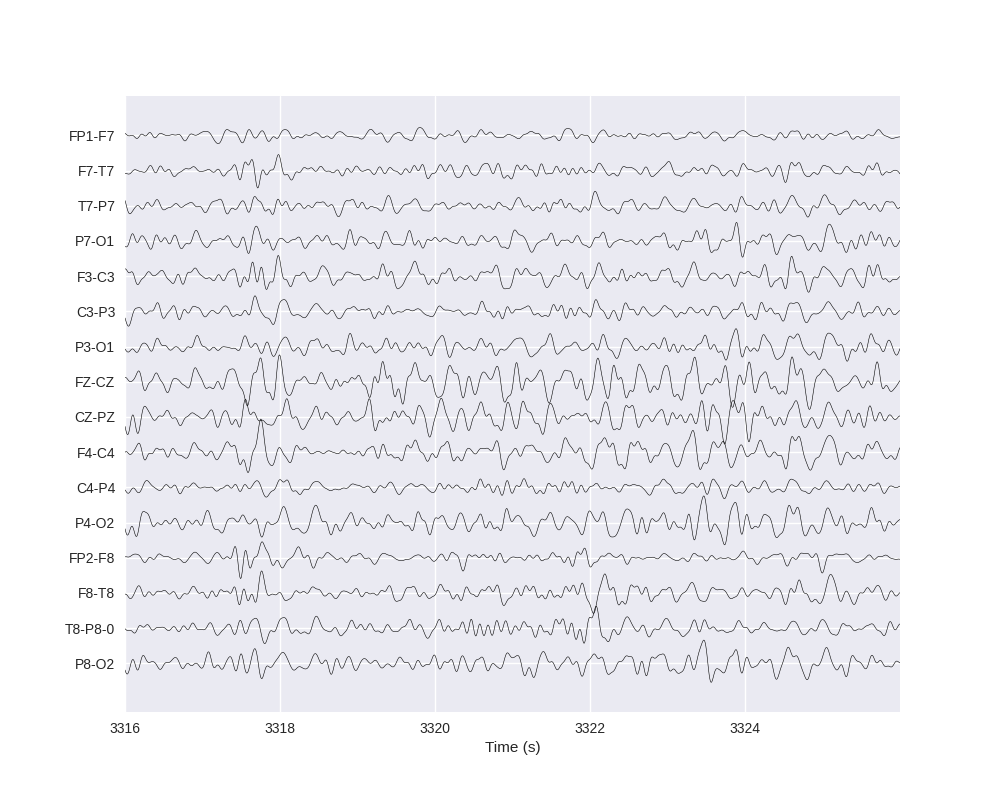 FP1-F7
F7-T7
T7-P7
P7-O1
F3-C3
C3-P3
P3-O1
FZ-CZ
CZ-PZ
F4-C4
C4-P4
P4-O2
FP2-F8
F8-T8
T8-P8-0
P8-O2
3316 3318 3320 3322 3324
Time (s)